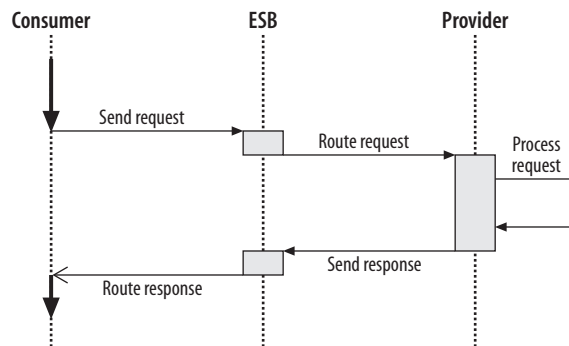 Consumer
ESB
Provider
Send request
Route request
Process
request
Send response
Route response